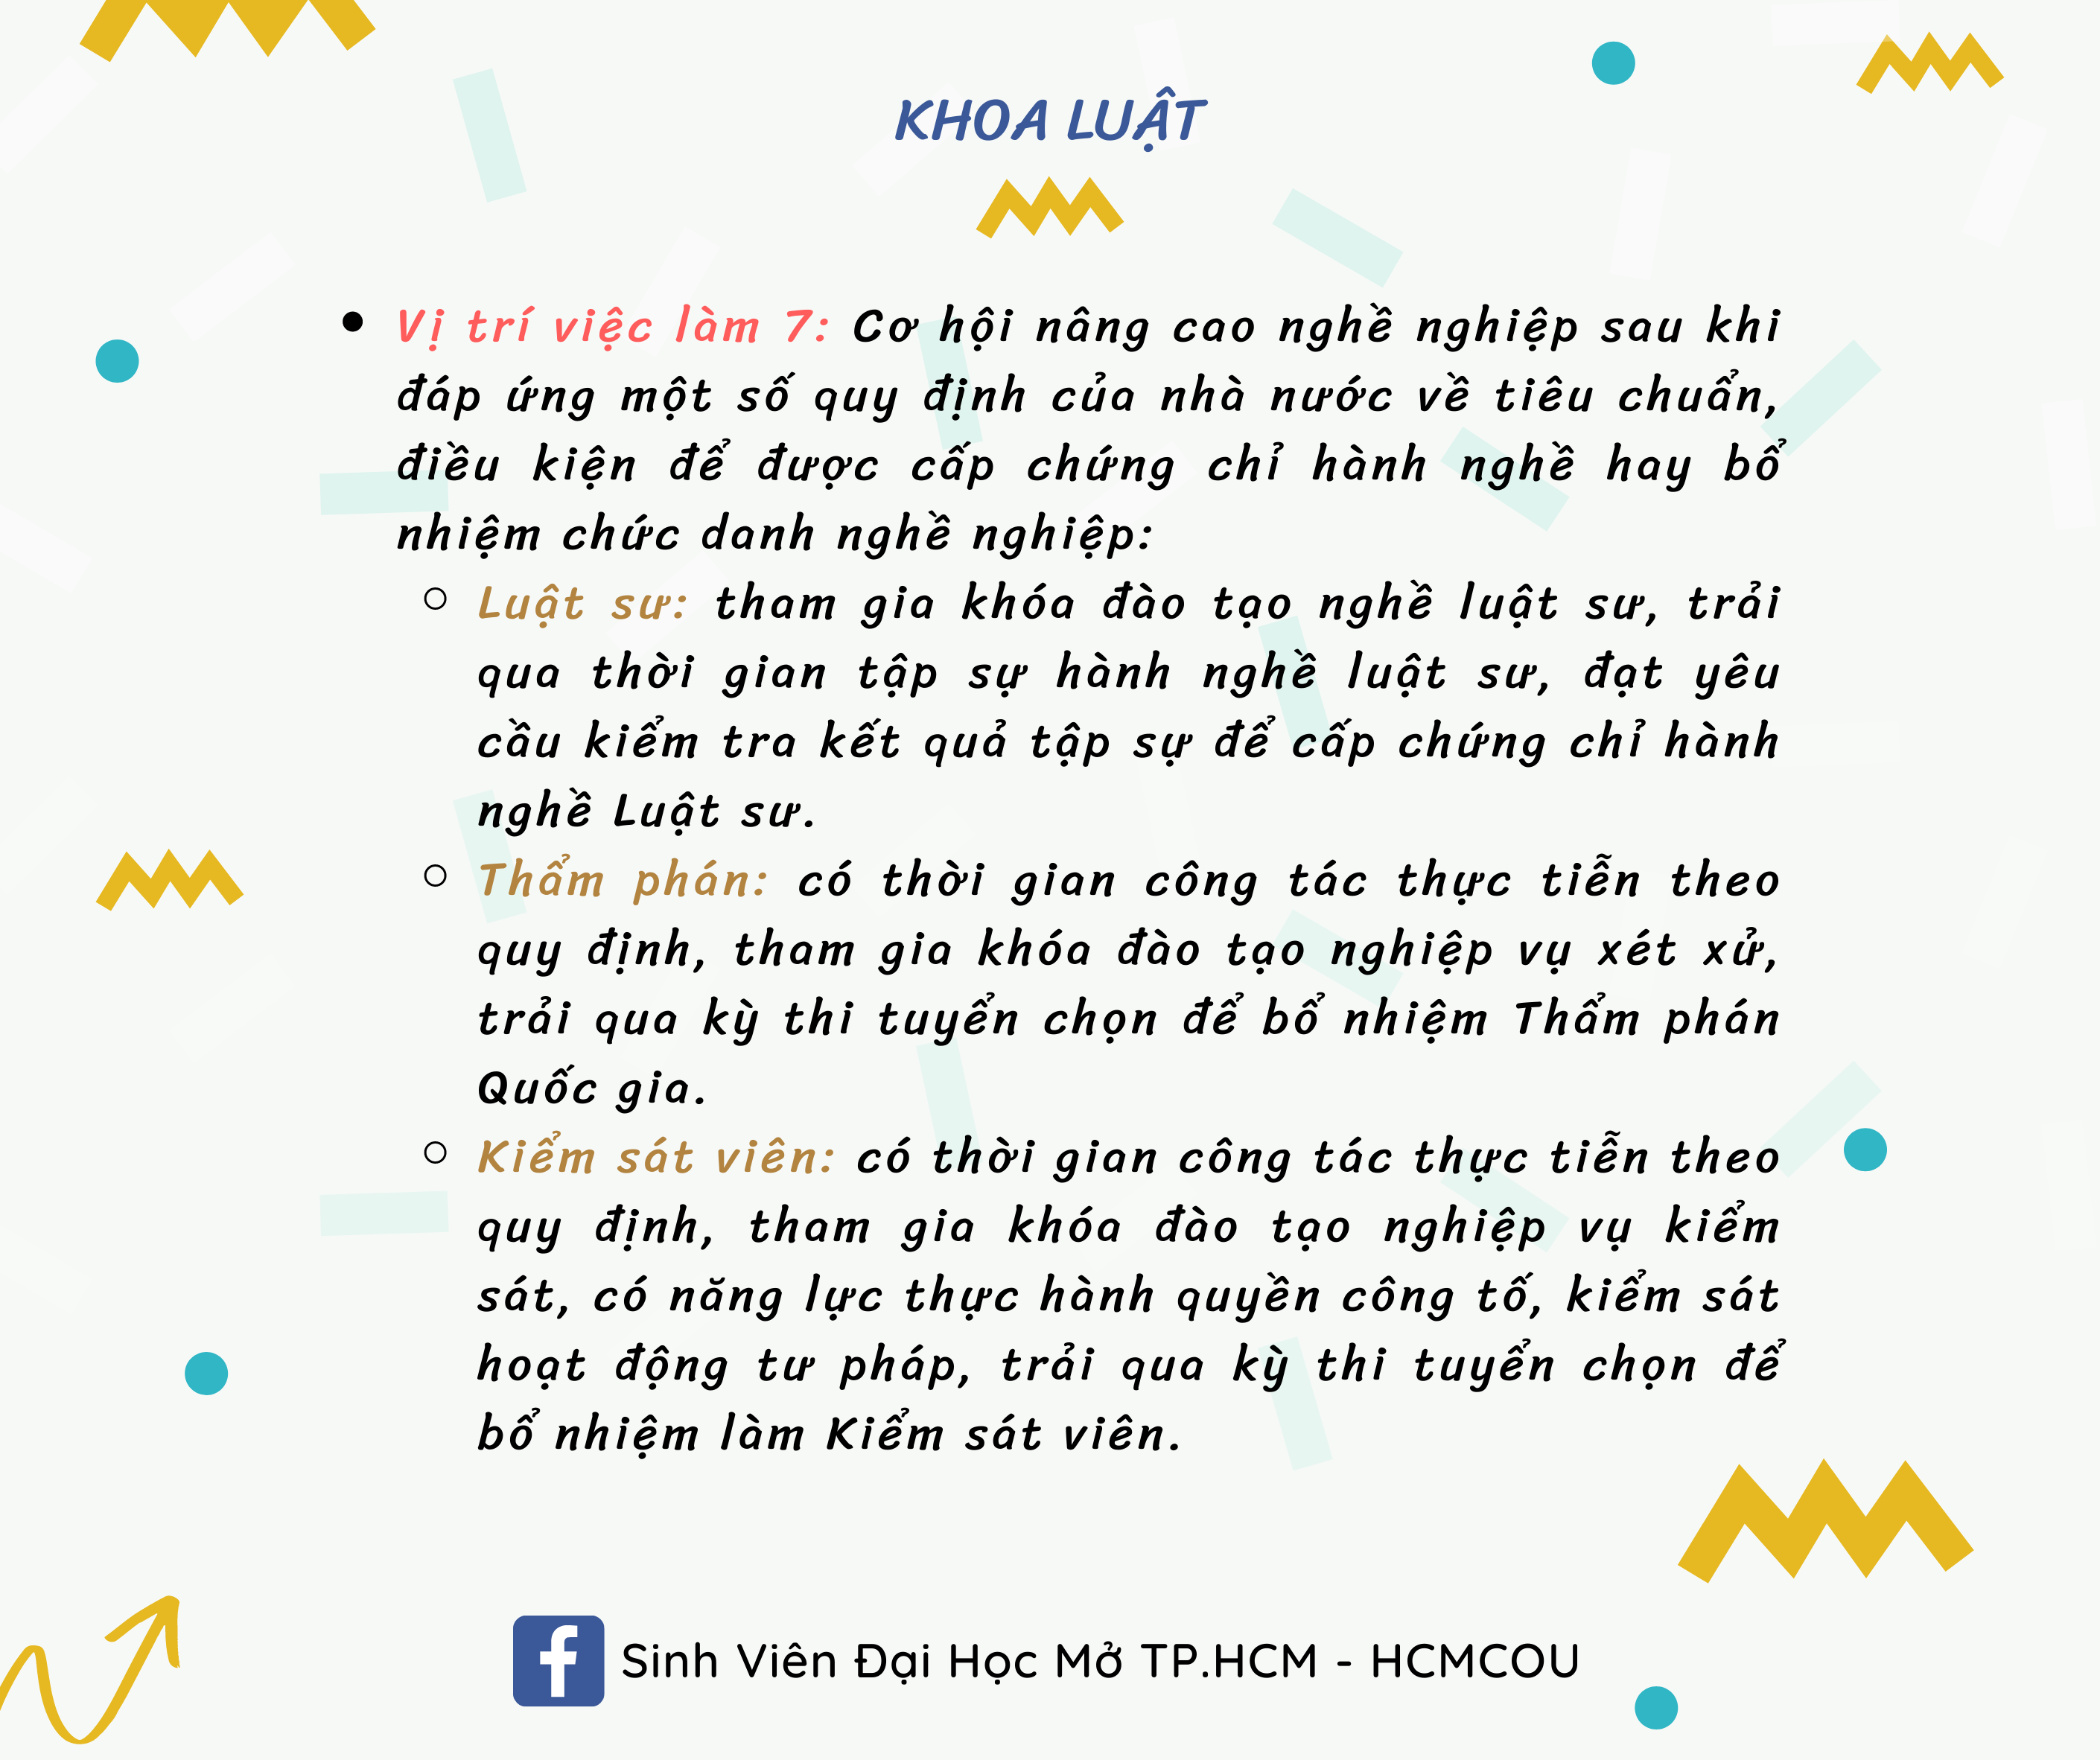 KHOA LUẬT
• Vị trí việc làm 7: Cơ hội nâng cao nghề nghiệp sau khi
đáp ứng một số quy định của nhà nước về tiêu chuẩn,
điều kiện để được cấp chứng chỉ hành nghề hay bổ
nhiệm chức danh nghề nghiệp:
○ Luật sư: tham gia khóa đào tạo nghề luật sư, trải
qua thời gian tập sự hành nghề luật sư, đạt yêu
cầu kiểm tra kết quả tập sự để cấp chứng chỉ hành
nghề Luật sư.
○ Thẩm phán: có thời gian công tác thực tiễn theo
quy định, tham gia khóa đào tạo nghiệp vụ xét xử,
trải qua kỳ thi tuyển chọn để bổ nhiệm Thẩm phán
Quốc gia.
○ Kiểm sát viên: có thời gian công tác thực tiễn theo
quy định, tham gia khóa đào tạo nghiệp vụ kiểm
sát, có năng lực thực hành quyền công tố, kiểm sát
hoạt động tư pháp, trải qua kỳ thi tuyển chọn để
bổ nhiệm làm Kiểm sát viên.
Sinh Viên Đại Học Mở TP.HCM - HCMCOU